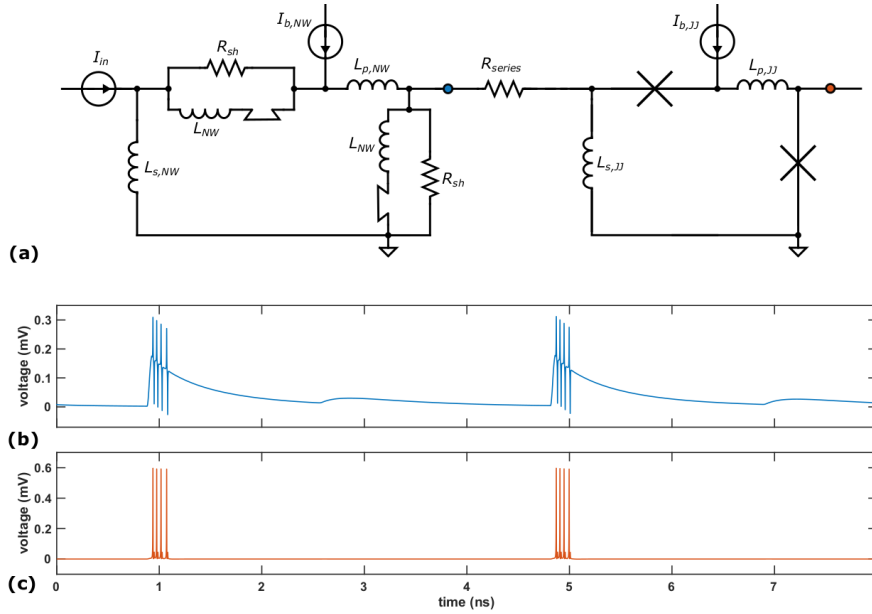 I_in
R_sh
I_b,NW
L_p,NW
R_series
I_b,JJ
L_p,JJ
L_NW
L_s,NW
L_NW
R_sh
L_s,JJ
(a)
voltage (mV)
0.3
0.2
0.1
0
(b)
voltage (mV)
0.6
0.4
0.2
0
(c)
0 1 2 3 4 5 6 7
time (ns)